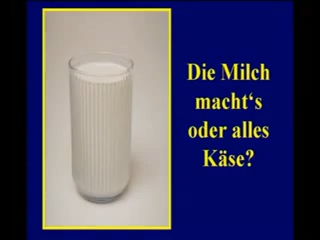 Die Milch
macht‘s
oder alles
Käse?